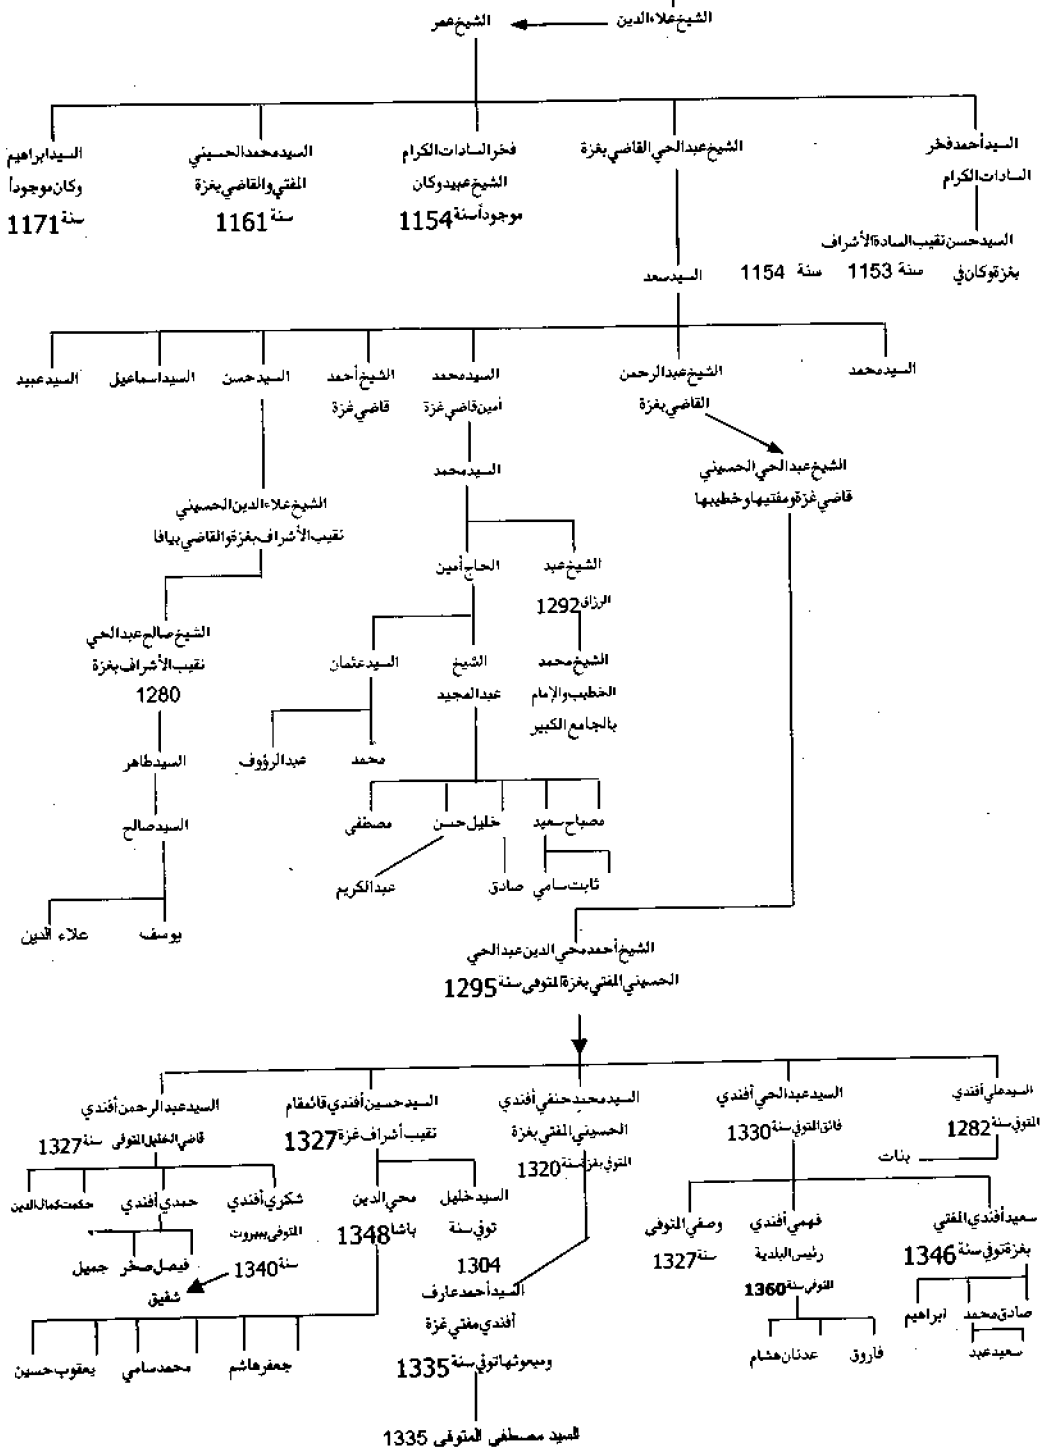 الشيخ علاء الدين
الشيخ عمر
السيد أحمد فخر
السادات الكرام
الشيخ عبد الحي القاضي بغزة
فخر السادات الكرام
الشيخ عبيد وكان
موجوداً سنة 1154
السيد محمد الحسيني
المفتي والقاضي بغزة
سنة 1161
السيد ابراهيم
وكان موجوداً
سنة 1171
السيد حسن نقيب السادة الأشراف
بغزة وكان في سنة 1153 سنة 1154
السيد سعد
السيد محمد
الشيخ عبد الرحمن
القاضي بغزة
السيد محمد
أمين قاضي غزة
الشيخ أحمد
قاضي غزة
السيد حسن
السيد اسماعيل
السيد عبيد
الشيخ عبد الحي الحسيني
قاضي غزة ومفتيها وخطيبها
السيد محمد
الشيخ علاء الدين الحسيني
نقيب الأشراف بغزة والقاضي بيافا
الشيخ عبد
الرزاق 1292
الحاج أمين
الشيخ محمد
الخطيب والإمام
بالجامع الكبير
الشيخ
عبد المجيد
السيد عثمان
الشيخ صالح عبد الحي
نقيب الأشراف بغزة
1280
محمد
عبد الرؤوف
السيد طاهر
مصباح سعيد
خليل حسن
مصطفى
السيد صالح
ثابت سامي
صادق
عبد الكريم
يوسف
علاء الدين
الشيخ أحمد محي الدين عبد الحي
الحسيني المفتي بغزة المتوفى سنة 1295
السيد علي أفندي
المتوفي سنة 1282
بنات
السيد عبد الحي أفندي
فائق المتوفي سنة 1330
السيد محمد حنفي أفندي
الحسيني المفتي بغزة
المتوفي بغزة سنة 1320
السيد حسين أفندي قائمقام
نقيب أشراف غزة 1327
السيد عبد الرحمن أفندي
قاضي الخليل المتوفى سنة 1327
سعيد أفندي المفتي
بغزة توفي سنة 1346
فهمي أفندي
رئيس البلدية
المتوفي سنة 1360
وصفي المتوفى
سنة 1327
السيد خليل
توفي سنة
1304
محي الدين
باشا 1348
شكري أفندي
المتوفى ببيروت
سنة 1340
حمدي أفندي
حكمت كمال الدين
فيصل صخر جميل
شفيق
السيد أحمد عارف
أفندي مفتي غزة
ومبعوثها توفي سنة 1335
صادق محمد ابراهيم
سعيد عبد
فاروق
عدنان هشام
جعفر هاشم
محمد سامي
يعقوب حسين
السيد مصطفى المتوفى 1335